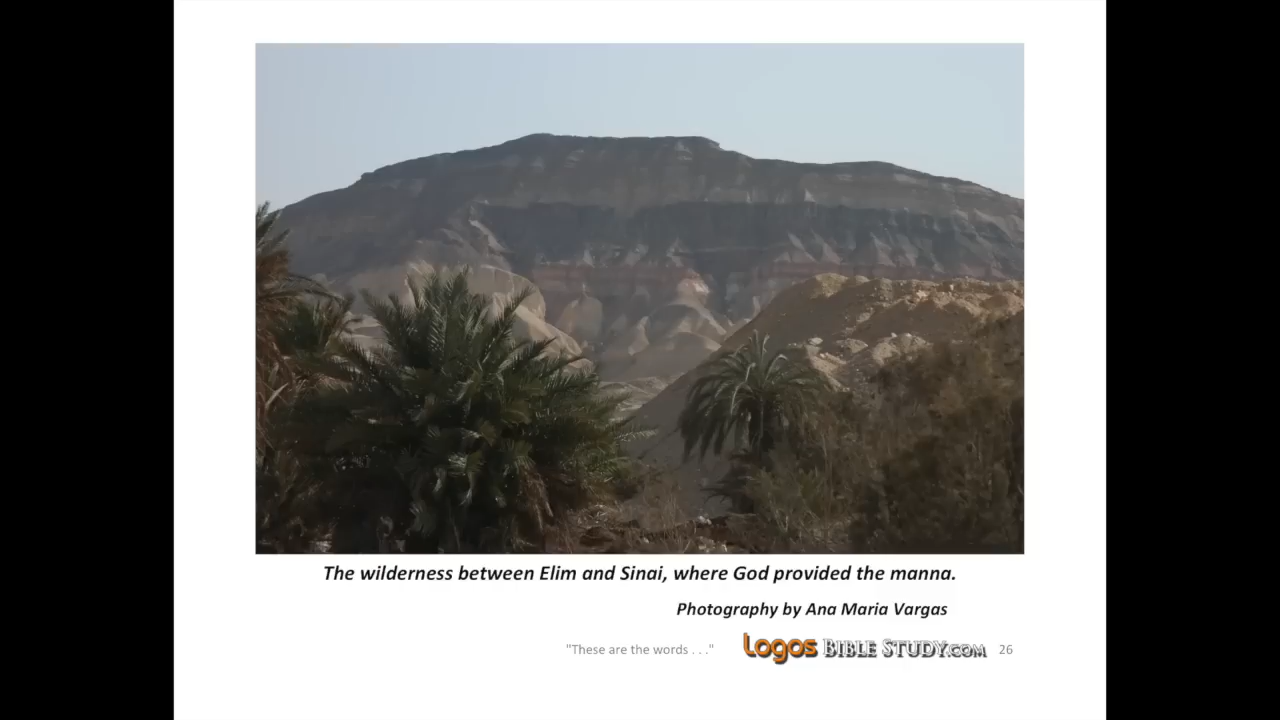 The wilderness between Elim and Sinai, where God provided the manna.
Photography by Ana Maria Vargas
"These are the words . . ."
Logos BIBLE STUDY.COM
26